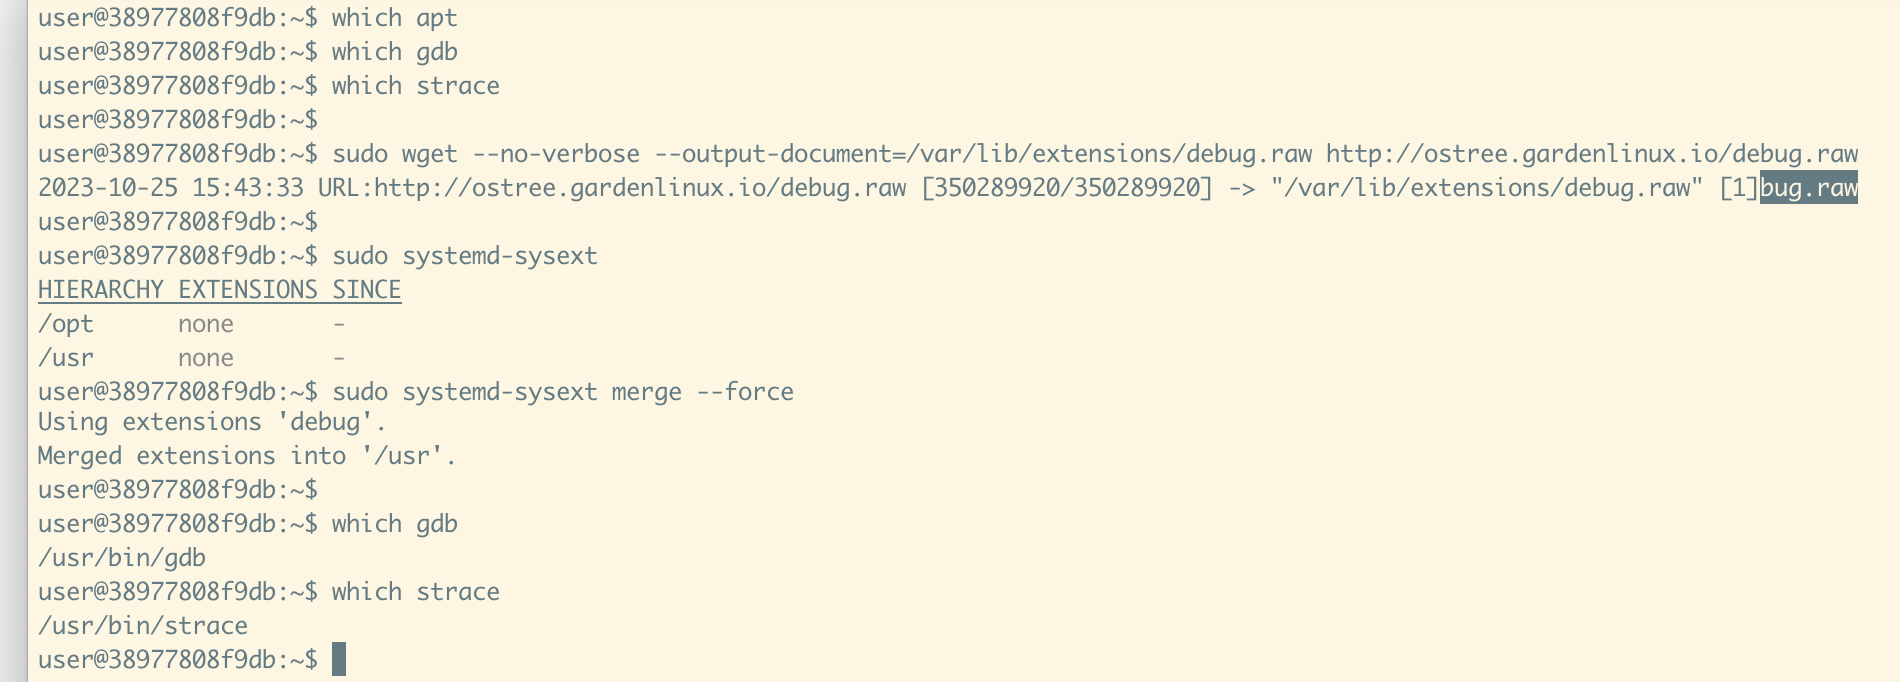 user@38977808f9db:~$ which apt
user@38977808f9db:~$ which gdb
user@38977808f9db:~$ which strace
user@38977808f9db:~$
user@38977808f9db:~$ sudo wget --no-verbose --output-document=/var/lib/extensions/debug.raw http://ostree.gardenlinux.io/debug.raw
2023-10-25 15:43:33 URL:http://ostree.gardenlinux.io/debug.raw [350289920/350289920] -> "/var/lib/extensions/debug.raw" [1]bug.raw
user@38977808f9db:~$
user@38977808f9db:~$ sudo systemd-sysext
HIERARCHY EXTENSIONS SINCE
/opt      none       -
/usr      none       -
user@38977808f9db:~$ sudo systemd-sysext merge --force
Using extensions 'debug'.
Merged extensions into '/usr'.
user@38977808f9db:~$
user@38977808f9db:~$ which gdb
/usr/bin/gdb
user@38977808f9db:~$ which strace
/usr/bin/strace
user@38977808f9db:~$